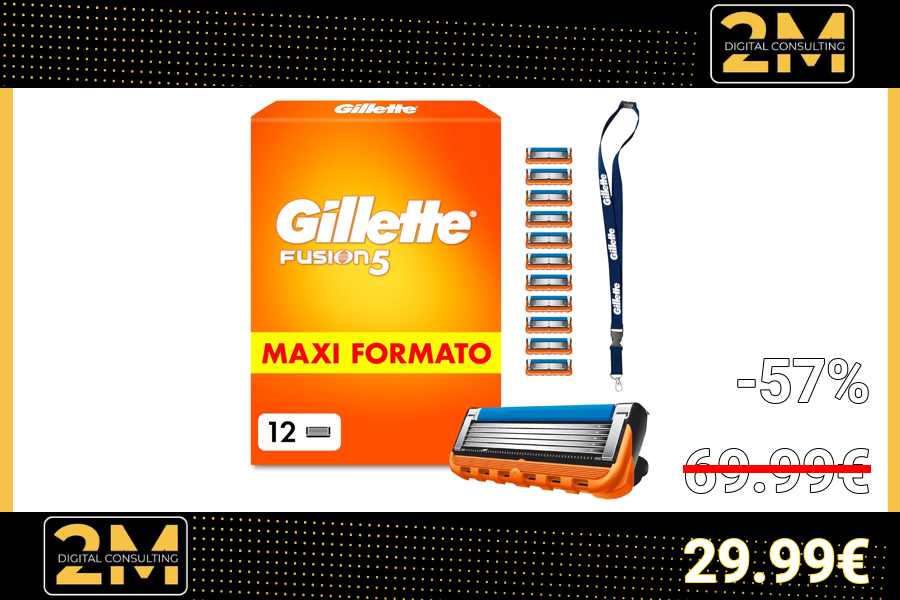 2M
DIGITAL CONSULTING
Gillette
Gillette®
FUSION5
MAXI FORMATO
12
Gillette
Gillette
Gillette
-57%
69.99€
2M
DIGITAL CONSULTING
29.99€